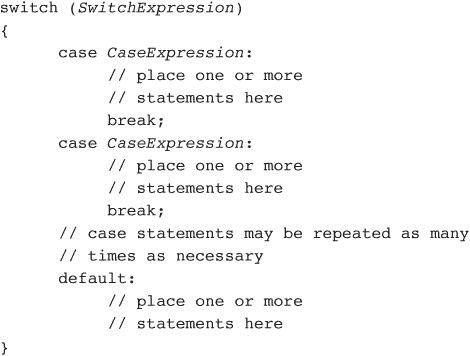 switch (SwitchExpression)
{
case CaseExpression:
// place one or more
// statements here
break;
case CaseExpression:
// place one or more
// statements here
break;
// case statements may be repeated as many
// times as necessary
default:
// place one or more
// statements here
}